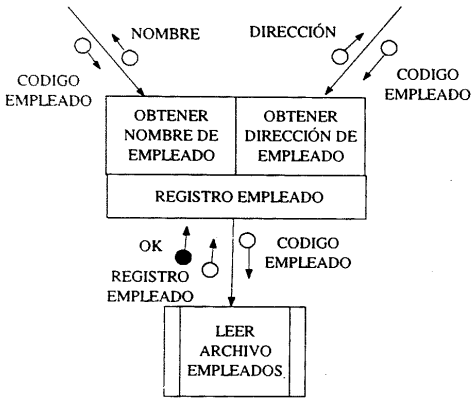 NOMBRE
DIRECCIÓN
CODIGO
EMPLEADO
CODIGO
EMPLEADO
OBTENER
NOMBRE DE
EMPLEADO
OBTENER
DIRECCIÓN DE
EMPLEADO
REGISTRO EMPLEADO
OK
REGISTRO
EMPLEADO
CODIGO
EMPLEADO
LEER
ARCHIVO
EMPLEADOS